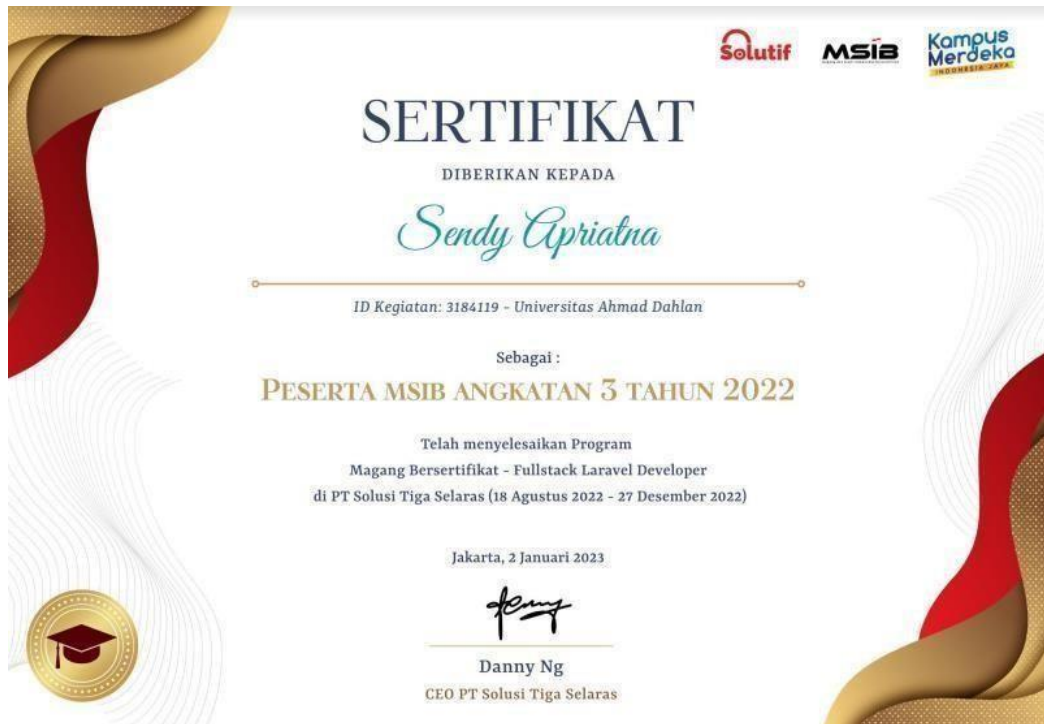 Solutif
MSIB
Kampus
Merdeka
INDONESIA JAYA
SERTIFIKAT
DIBERIKAN KEPADA
Sendy Apriatna
ID Kegiatan: 3184119 - Universitas Ahmad Dahlan
Sebagai :
PESERTA MSIB ANGKATAN 3 TAHUN 2022
Telah menyelesaikan Program
Magang Bersertifikat - Fullstack Laravel Developer
di PT Solusi Tiga Selaras (18 Agustus 2022 - 27 Desember 2022)
Jakarta, 2 Januari 2023
Danny Ng
CEO PT Solusi Tiga Selaras